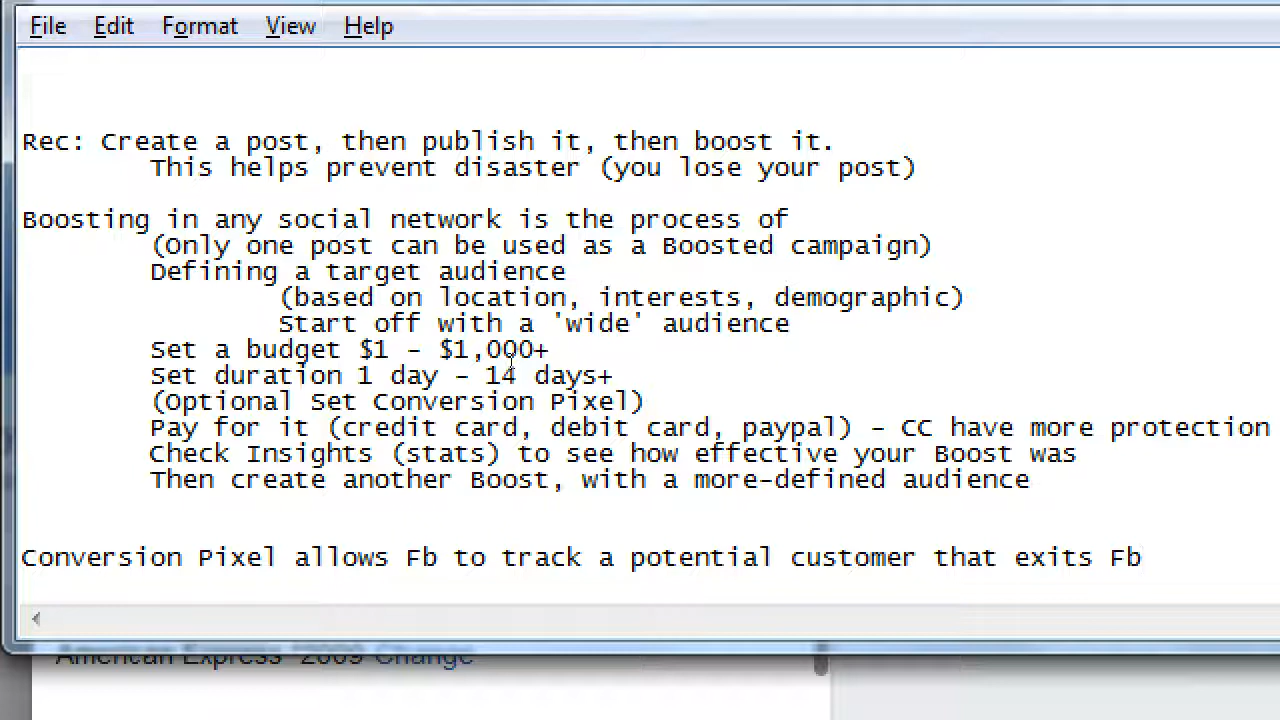 File Edit Format View Help
Rec: Create a post, then publish it, then boost it.
This helps prevent disaster (you lose your post)
Boosting in any social network is the process of
(Only one post can be used as a Boosted campaign)
Defining a target audience
(based on location, interests, demographic)
Start off with a 'wide' audience
Set a budget $1 - $1,000+
Set duration 1 day - 14 days+
(Optional Set Conversion Pixel)
Pay for it (credit card, debit card, paypal) - CC have more protection
Check Insights (stats) to see how effective your Boost was
Then create another Boost, with a more-defined audience
Conversion Pixel allows Fb to track a potential customer that exits Fb
American Express *2009 Change